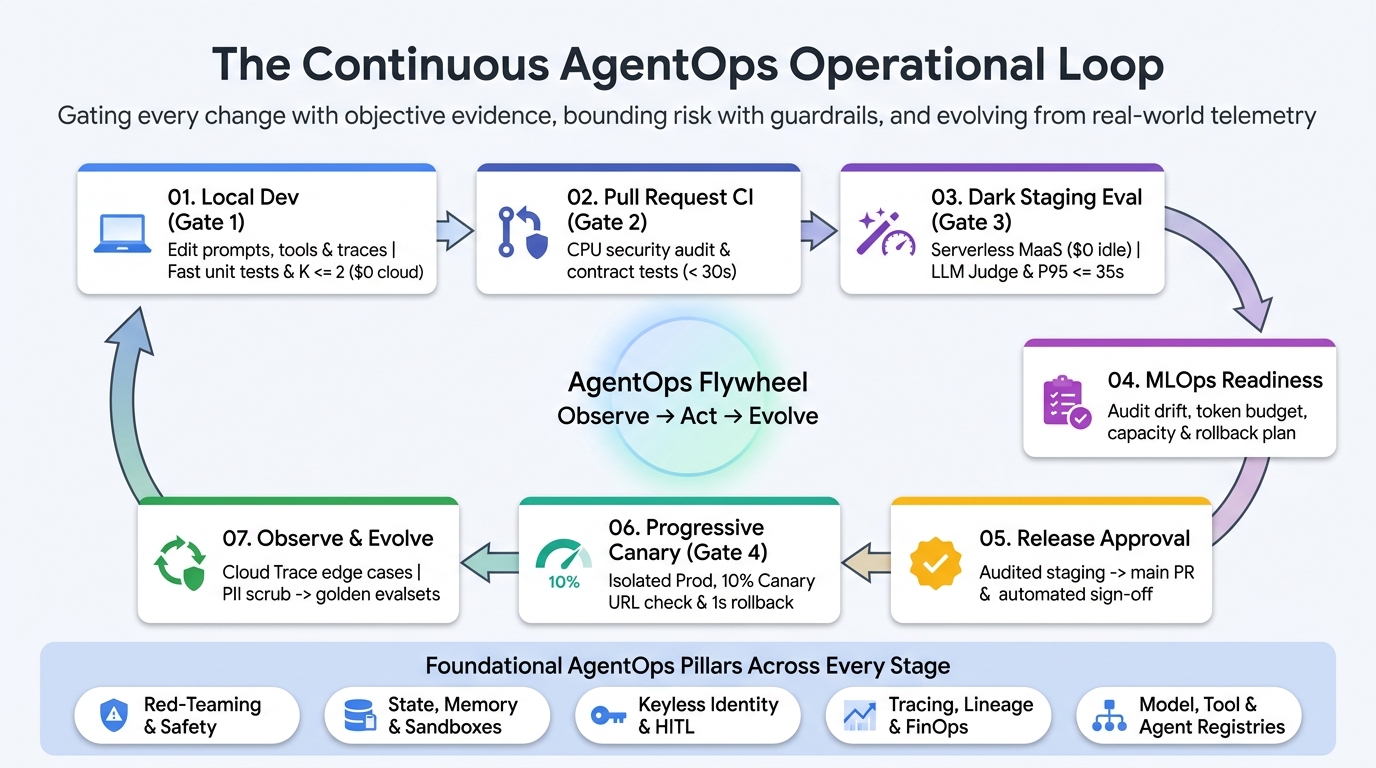 The Continuous AgentOps Operational Loop
Gating every change with objective evidence, bounding risk with guardrails, and evolving from real-world telemetry
01. Local Dev
(Gate 1)
Edit prompts, tools & traces |
Fast unit tests & K <= 2 ($0 cloud)
02. Pull Request CI
(Gate 2)
CPU security audit &
contract tests (< 30s)
03. Dark Staging Eval
(Gate 3)
Serverless MaaS ($0 idle) |
LLM Judge & P95 <= 35s
04. MLOps Readiness
Audit drift, token budget,
capacity & rollback plan
AgentOps Flywheel
Observe → Act → Evolve
05. Release Approval
Audited staging -> main PR
& automated sign-off
06. Progressive
Canary (Gate 4)
Isolated Prod, 10% Canary
URL check & 1s rollback
10%
07. Observe & Evolve
Cloud Trace edge cases |
PII scrub -> golden evalsets
Foundational AgentOps Pillars Across Every Stage
Red-Teaming
& Safety
State, Memory
& Sandboxes
Keyless Identity
& HITL
Tracing, Lineage
& FinOps
Model, Tool &
Agent Registries